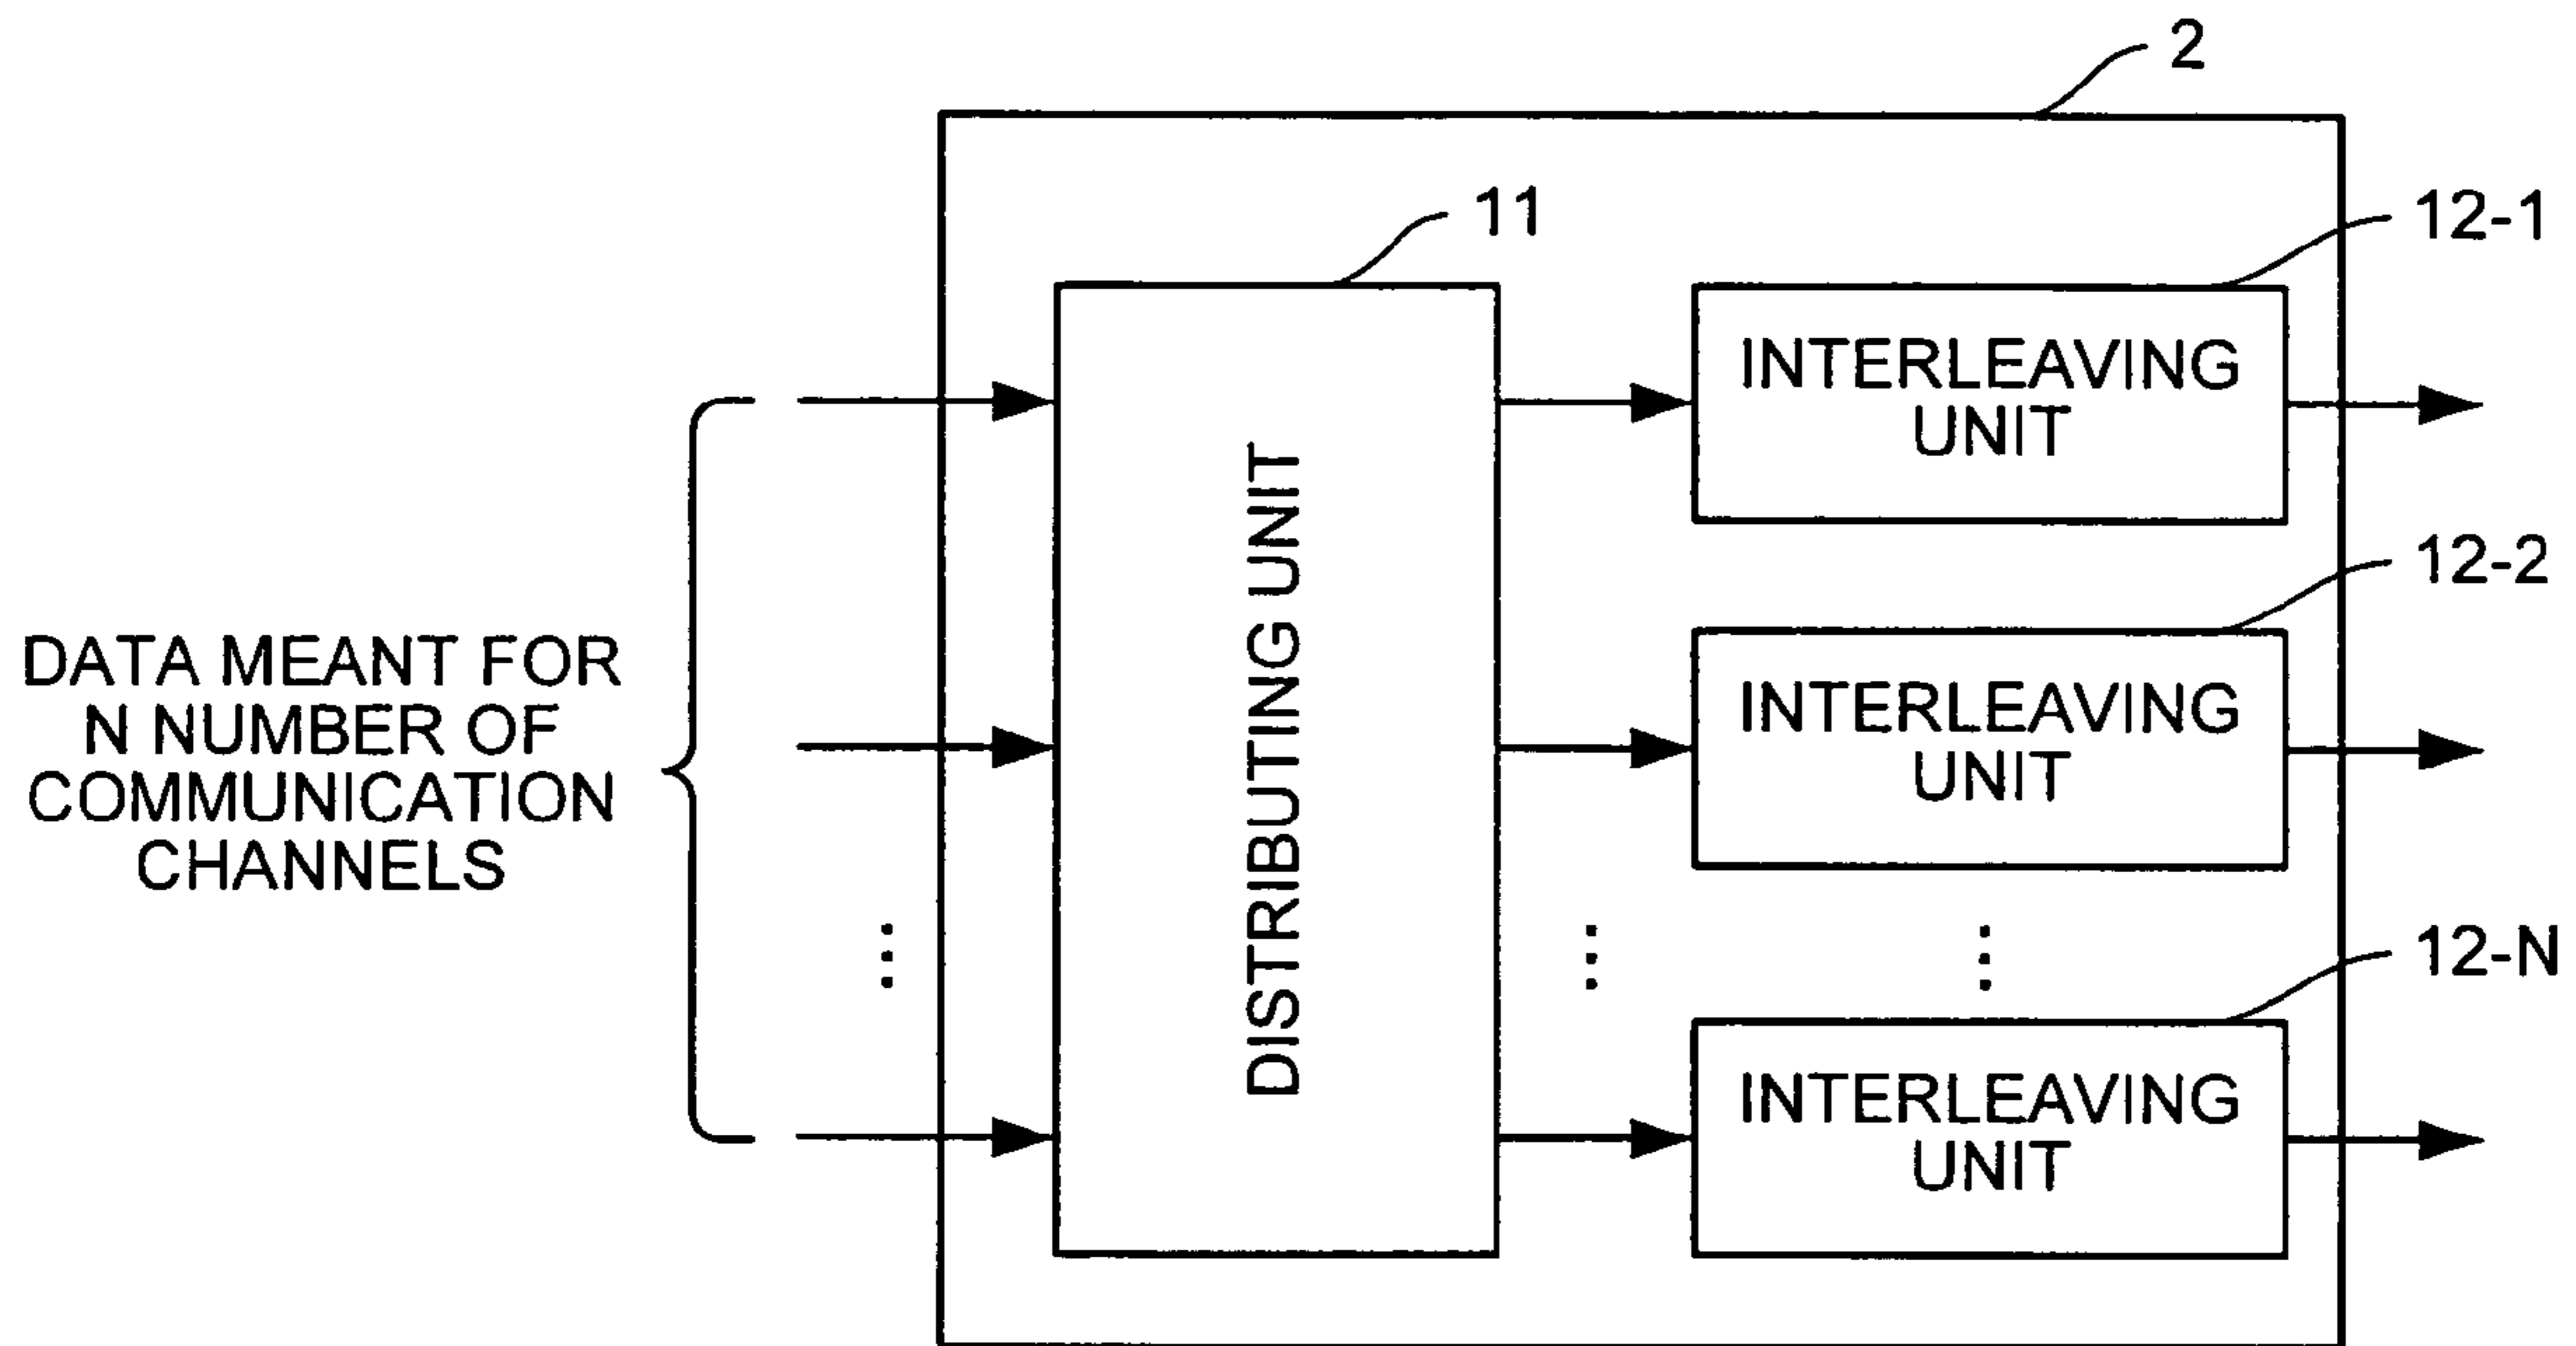 2
11
12-1
INTERLEAVING
UNIT
12-2
DATA MEANT FOR
N NUMBER OF
COMMUNICATION
CHANNELS
DISTRIBUTING UNIT
INTERLEAVING
UNIT
12-N
INTERLEAVING
UNIT